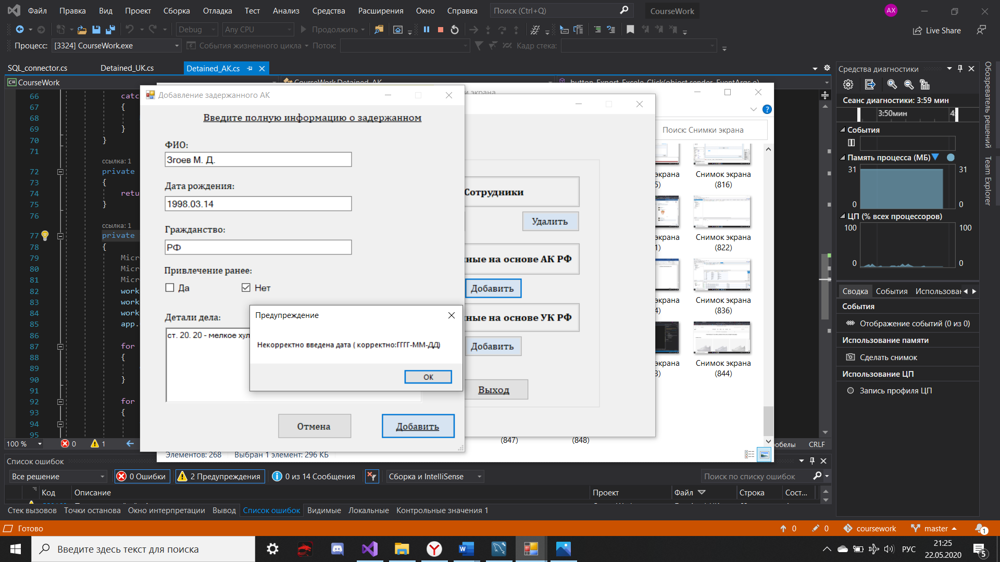 Файл Правка Вид Проект Сборка Отладка Тест Анализ Средства Расширения Окно Справка Поиск (Ctrl+Q) CourseWork AX
Debug Any CPU Продолжить Live Share
Процесс: [3324] CourseWork.exe События жизненного цикла Поток: Кадр стека:
SQL_connector.cs Detained_UK.cs Detained_AK.cs
CourseWork CourseWork.Detained_AK button_Export_Excele_Click(object sender, EventArgs e)
66 catc
67 {
68
69 }
70 }
71
ссылка: 1
72 private
73 {
74 retu
75 }
76
ссылка: 1
77 private
78 {
79 Micr
80 Micr
81 Micr
82 work
83 work
84 work
85 app.
86
87 for
88 {
89
90 }
91
92 for
93 {
94
95
100 % 0 1
обелы CRLF
Добавление задержанного АК
Введите полную информацию о задержанном
ФИО:
Згоев М. Д.
Дата рождения:
1998.03.14
Гражданство:
РФ
Привлечение ранее:
Да Нет
Детали дела:
ст. 20. 20 - мелкое хул
Отмена Добавить
Предупреждение
Некорректно введена дата ( корректно:ГГГГ-ММ-ДД)
ОК
Сотрудники
Удалить
ные на основе АК РФ
Добавить
ные на основе УК РФ
Добавить
Выход
и экрана
Поиск: Снимки экрана
экрана Снимок экрана
5) (816)
экрана Снимок экрана
1) (822)
экрана Снимок экрана
4) (836)
экрана Снимок экрана
3) (844)
(847) (848)
Элементов: 268 Выбран 1 элемент: 296 КБ
Средства диагностики
Сеанс диагностики: 3:59 мин
3:50мин 4:
События
Память процесса (МБ)
31 31
0 0
ЦП (% всех процессоров)
100 100
0 0
Сводка События Использован
События
Отображение событий (0 из 0)
Использование памяти
Сделать снимок
Использование ЦП
Запись профиля ЦП
Обозреватель решений
Team Explorer
Список ошибок
Все решение 0 Ошибки 2 Предупреждения 0 из 14 Сообщения Сборка и IntelliSense Поиск по списку ошибок
Код Описание Проект Файл Строка Сост...
Стек вызовов Точки останова Окно интерпретации Вывод Список ошибок Видимые Локальные Контрольные значения 1
Готово 0 0 coursework master 1
Введите здесь текст для поиска
РУС
21:25
22.05.2020
5